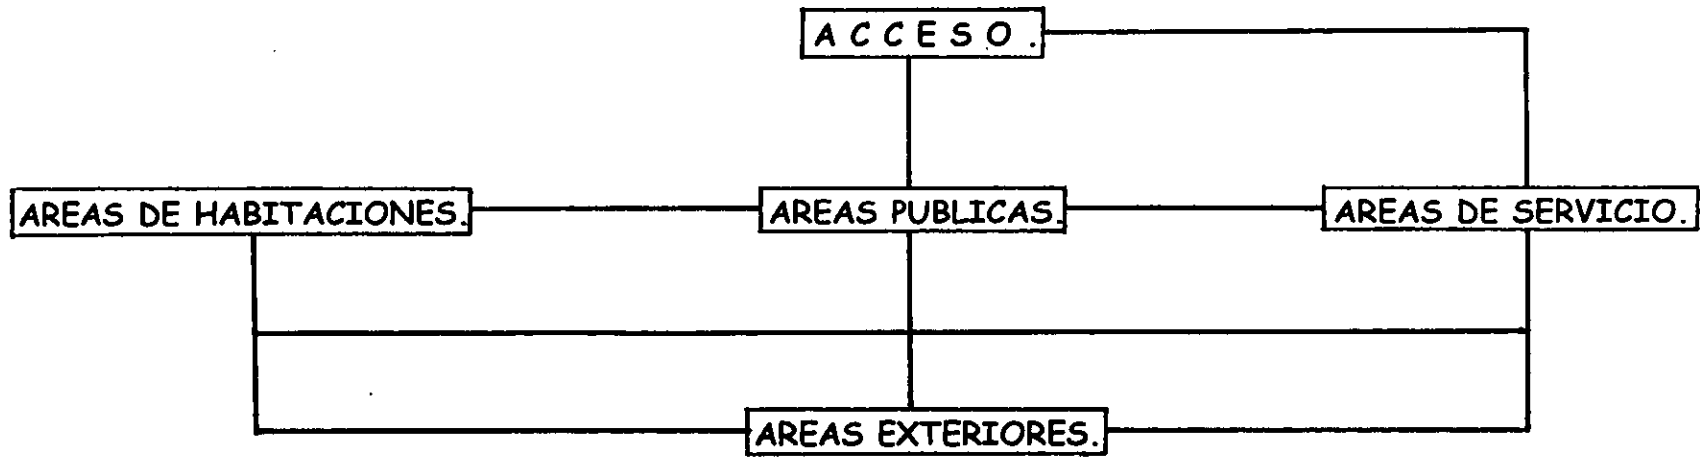 A C C E S O .
AREAS DE HABITACIONES.
AREAS PUBLICAS.
AREAS DE SERVICIO.
AREAS EXTERIORES.